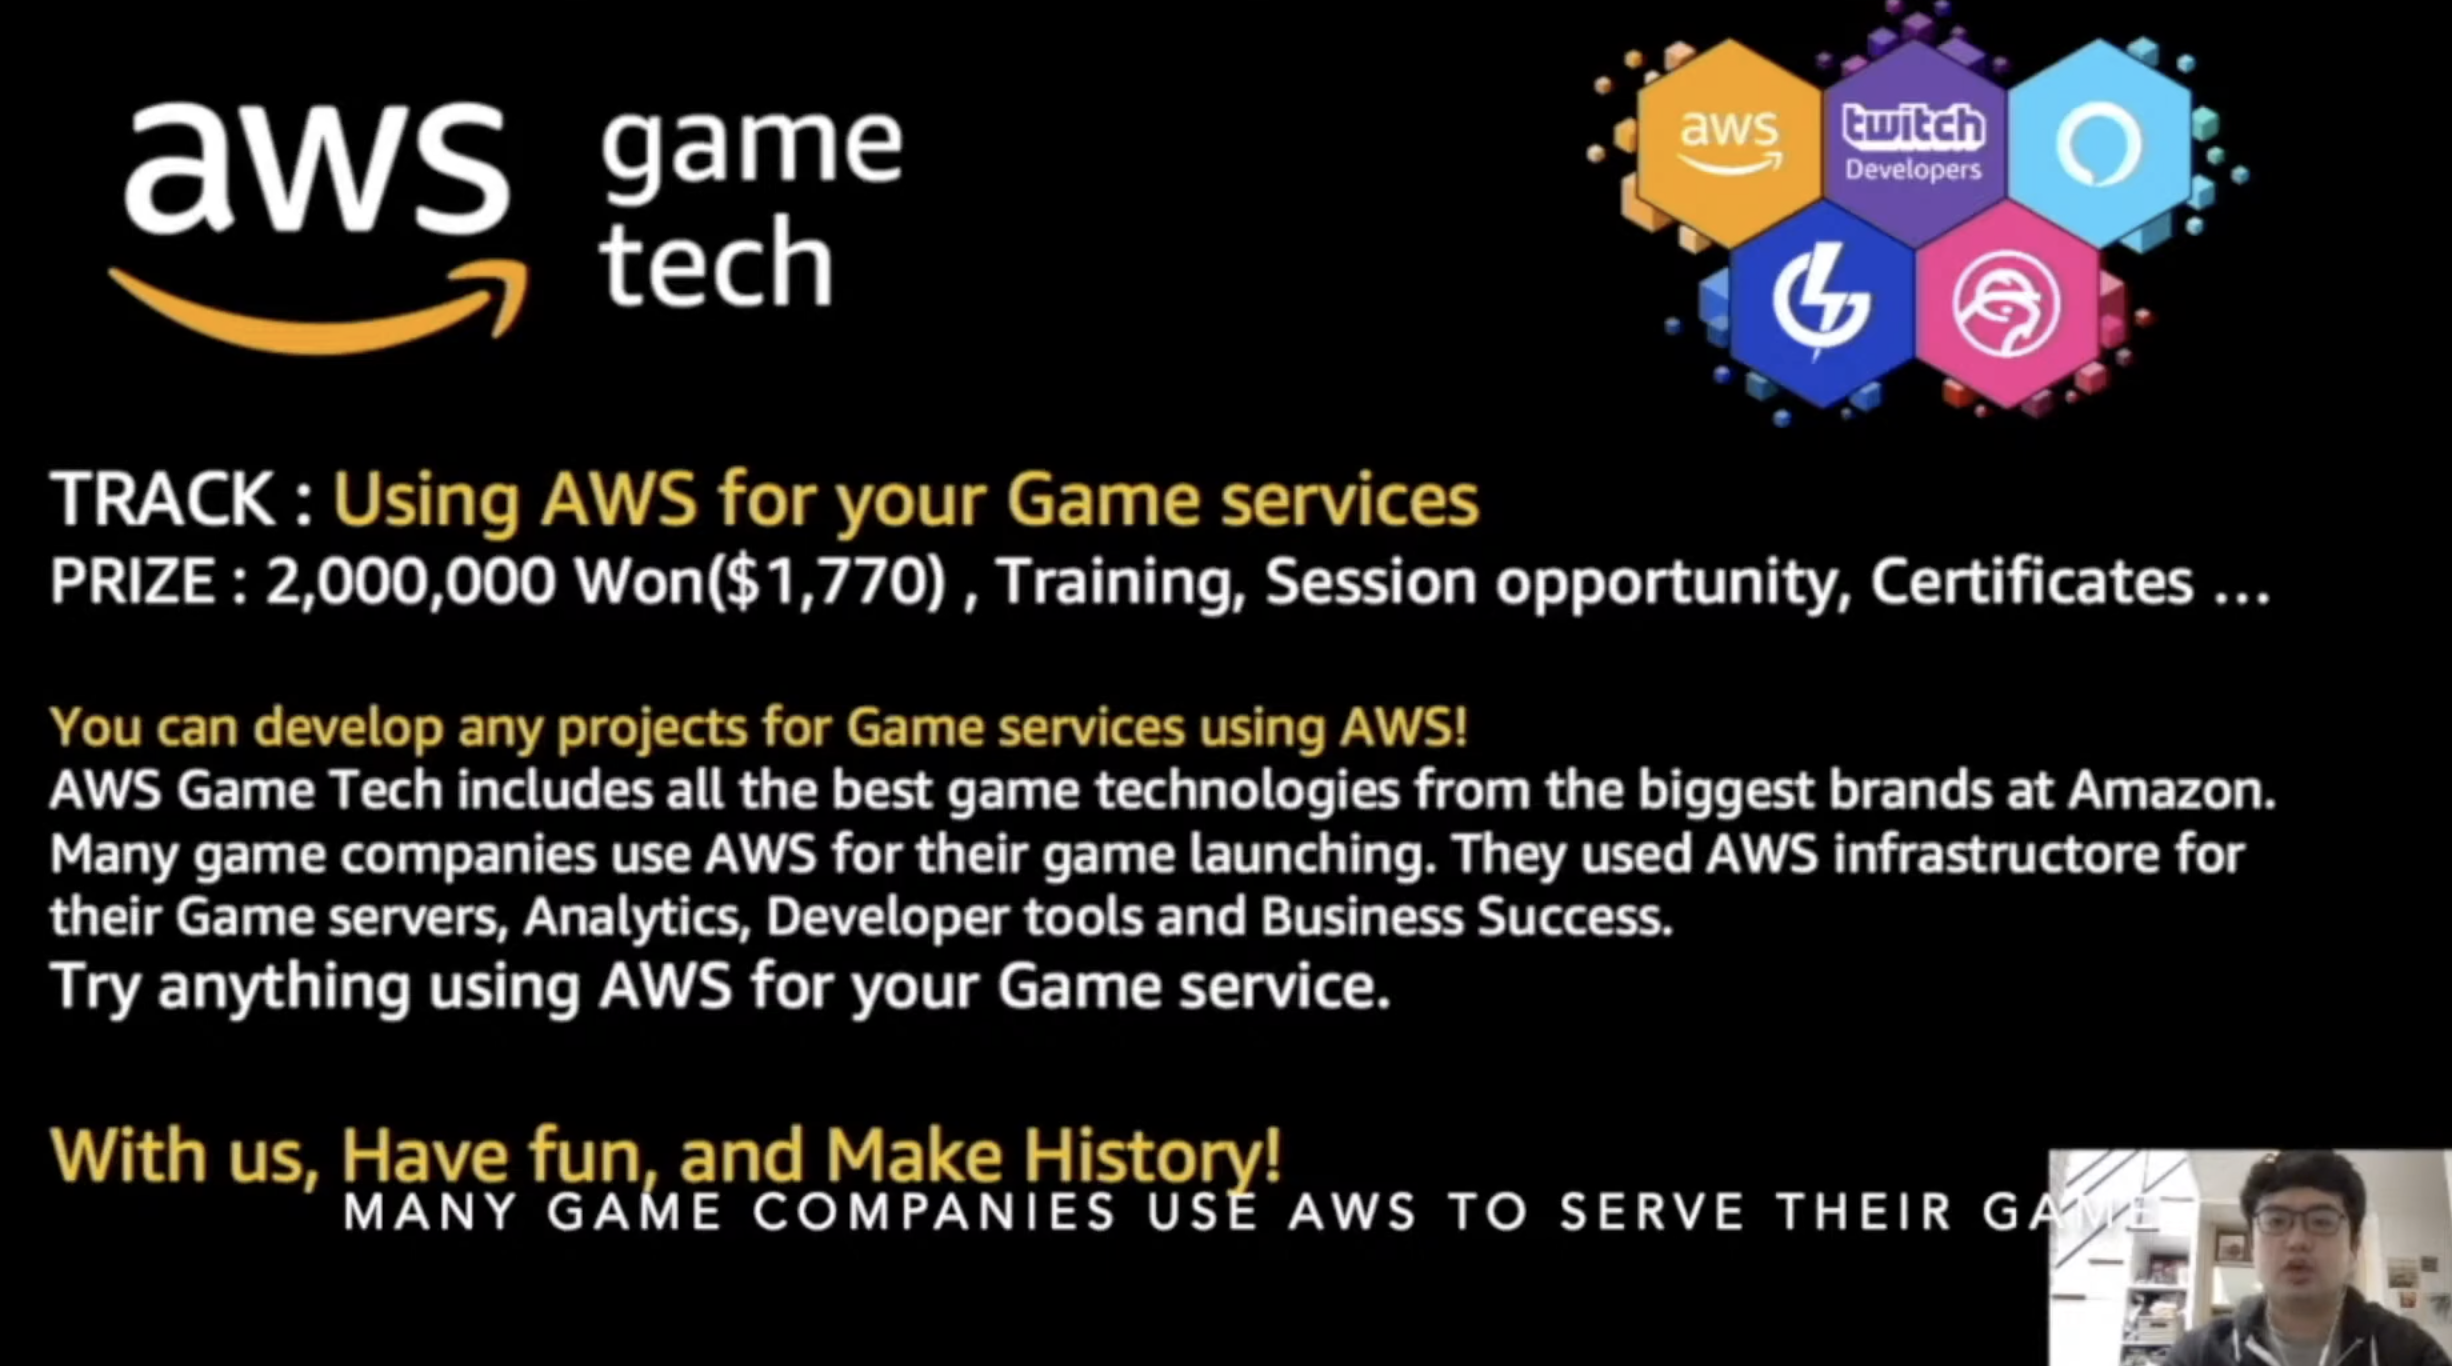 aws
game
tech
aws
twitch
Developers
TRACK : Using AWS for your Game services
PRIZE : 2,000,000 Won($1,770) , Training, Session opportunity, Certificates ...
You can develop any projects for Game services using AWS!
AWS Game Tech includes all the best game technologies from the biggest brands at Amazon.
Many game companies use AWS for their game launching. They used AWS infrastructore for
their Game servers, Analytics, Developer tools and Business Success.
Try anything using AWS for your Game service.
With us, Have fun, and Make History!
MANY GAME COMPANIES USE AWS TO SERVE THEIR GAME